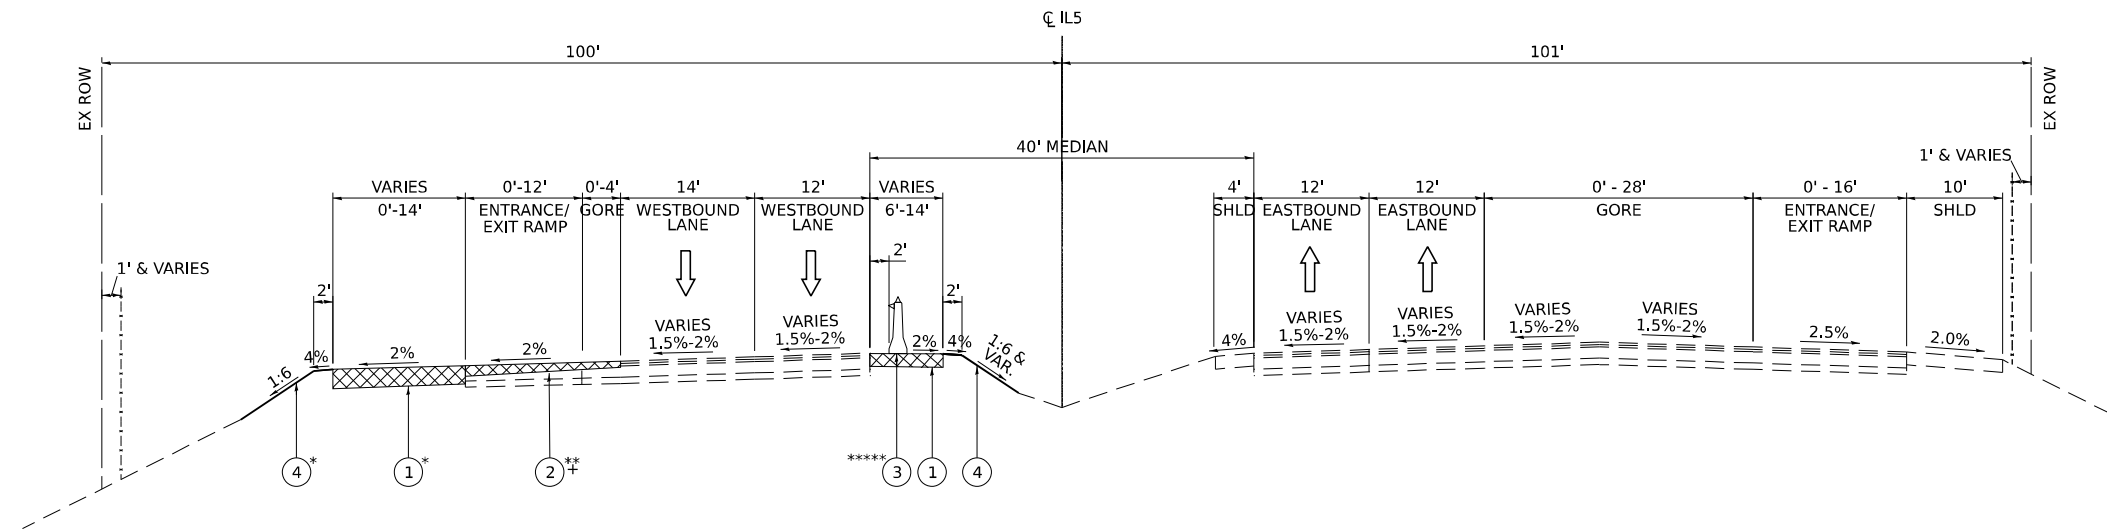 ℄ IL5
100'
101'
EX ROW
EX ROW
40' MEDIAN
1' & VARIES
VARIES
0'-14'
0'-12'
ENTRANCE/
EXIT RAMP
0'-4'
GORE
14'
WESTBOUND
LANE
12'
WESTBOUND
LANE
VARIES
6'-14'
4'
SHLD
12'
EASTBOUND
LANE
12'
EASTBOUND
LANE
0' - 28'
GORE
0' - 16'
ENTRANCE/
EXIT RAMP
10'
SHLD
1' & VARIES
2'
2'
2'
VARIES
1.5%-2%
VARIES
1.5%-2%
VARIES
1.5%-2%
VARIES
1.5%-2%
VARIES
1.5%-2%
VARIES
1.5%-2%
1:6
4%
2%
2%
2%
4%
1:6 &
VAR.
4%
2.5%
2.0%
4*
1*
2**
+
*****3
1
4